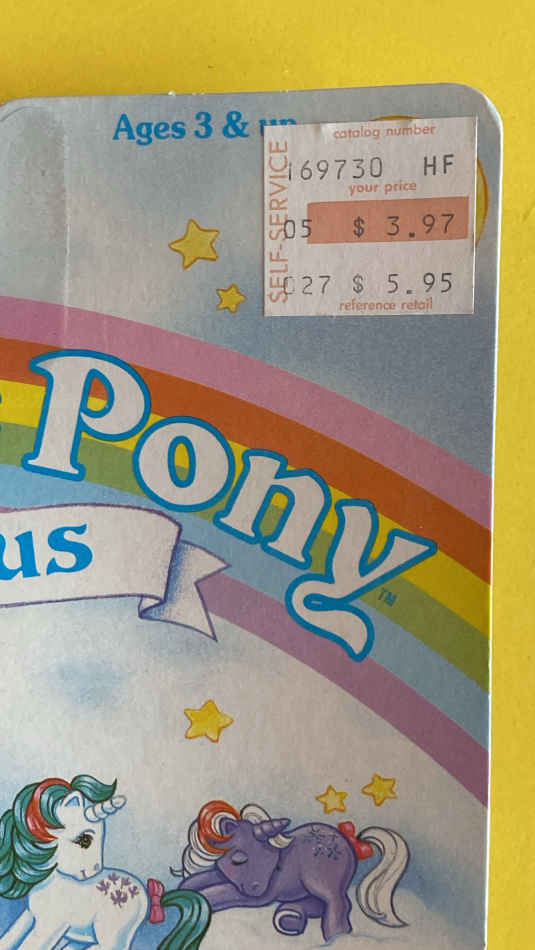 Ages 3 &
catalog number
169730 HF
your price
05 $ 3.97
027 $ 5.95
reference retail
SELF-SERVICE
Pony
TM
us